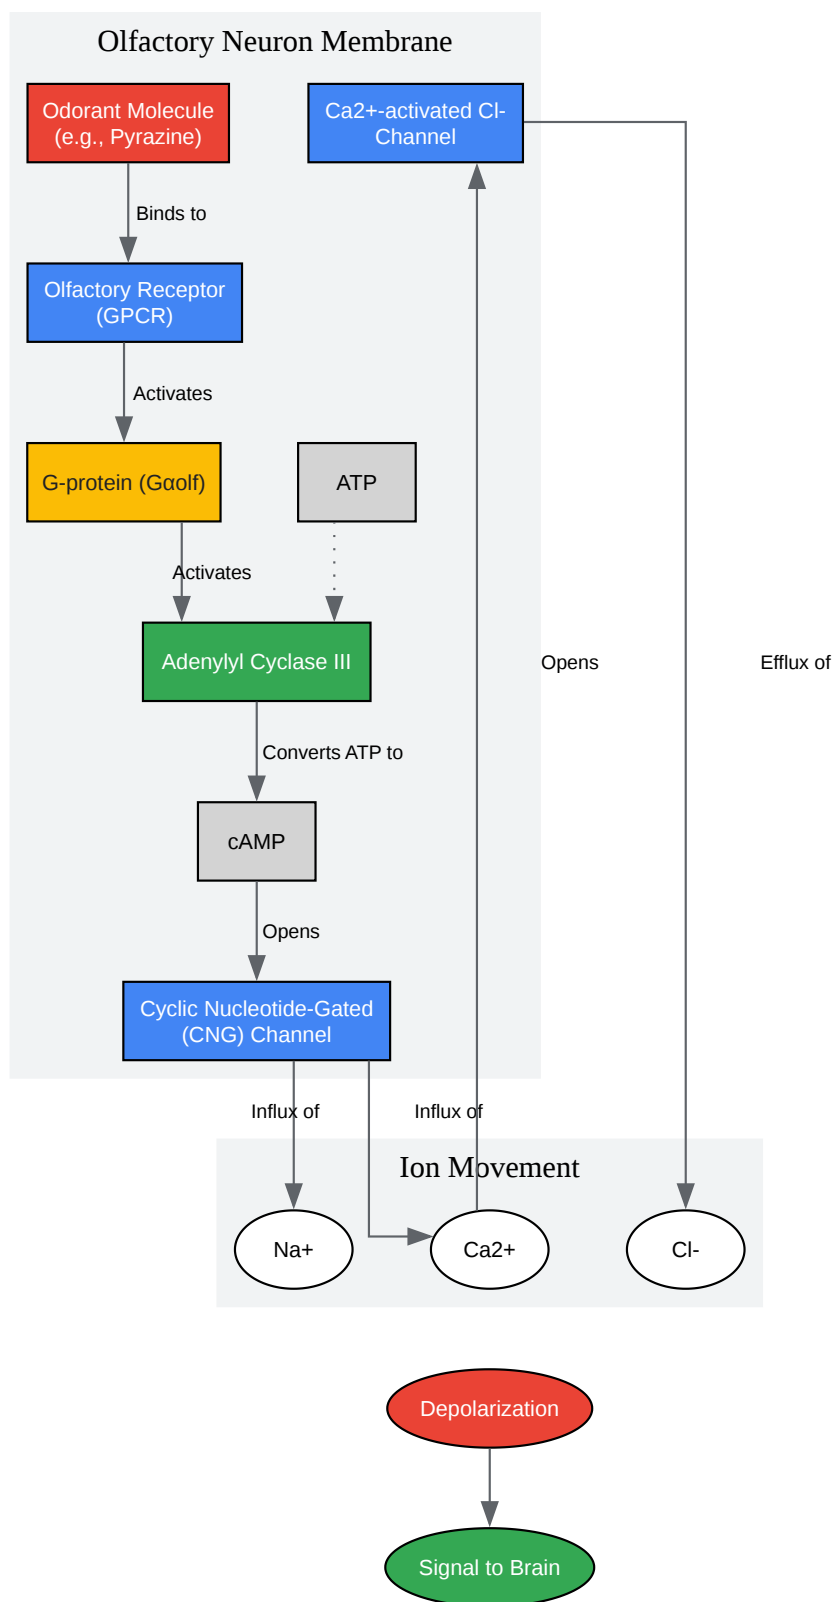 Olfactory Neuron Membrane
Odorant Molecule
(e.g., Pyrazine)
Ca2+-activated Cl-
Channel
Binds to
Olfactory Receptor
(GPCR)
Activates
G-protein (Gαolf)
ATP
Activates
Adenylyl Cyclase III
Opens
Efflux of
Converts ATP to
cAMP
Opens
Cyclic Nucleotide-Gated
(CNG) Channel
Influx of
Influx of
Ion Movement
Na+
Ca2+
Cl-
Depolarization
Signal to Brain